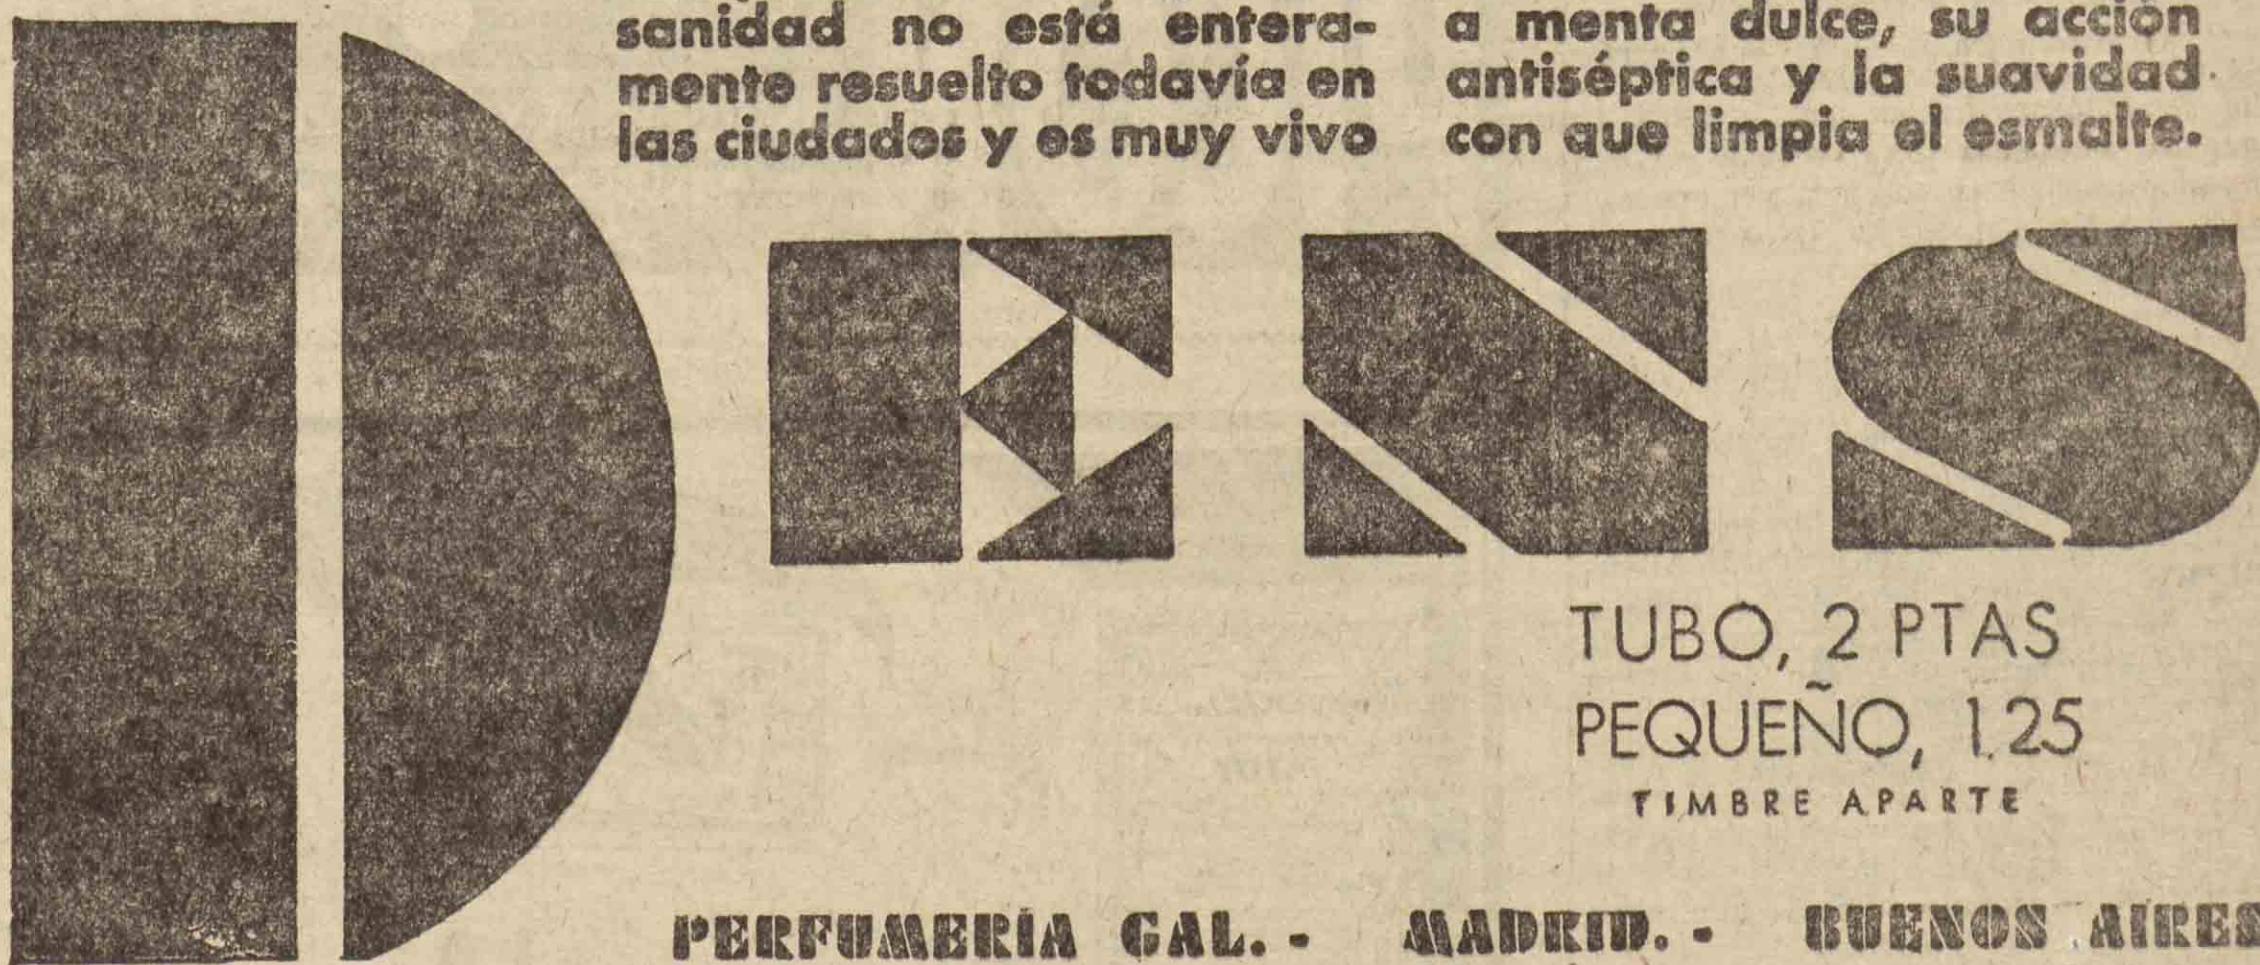 sanidad no está entera-
mente resuelto todavía en
las ciudades y es muy vivo
a menta dulce, su acción
antiséptica y la suavidad
con que limpia el esmalte.
DENS
TUBO, 2 PTAS
PEQUEÑO, 1.25
TIMBRE APARTE
PERFUMERÍA GAL. - MADRID. - BUENOS AIRES